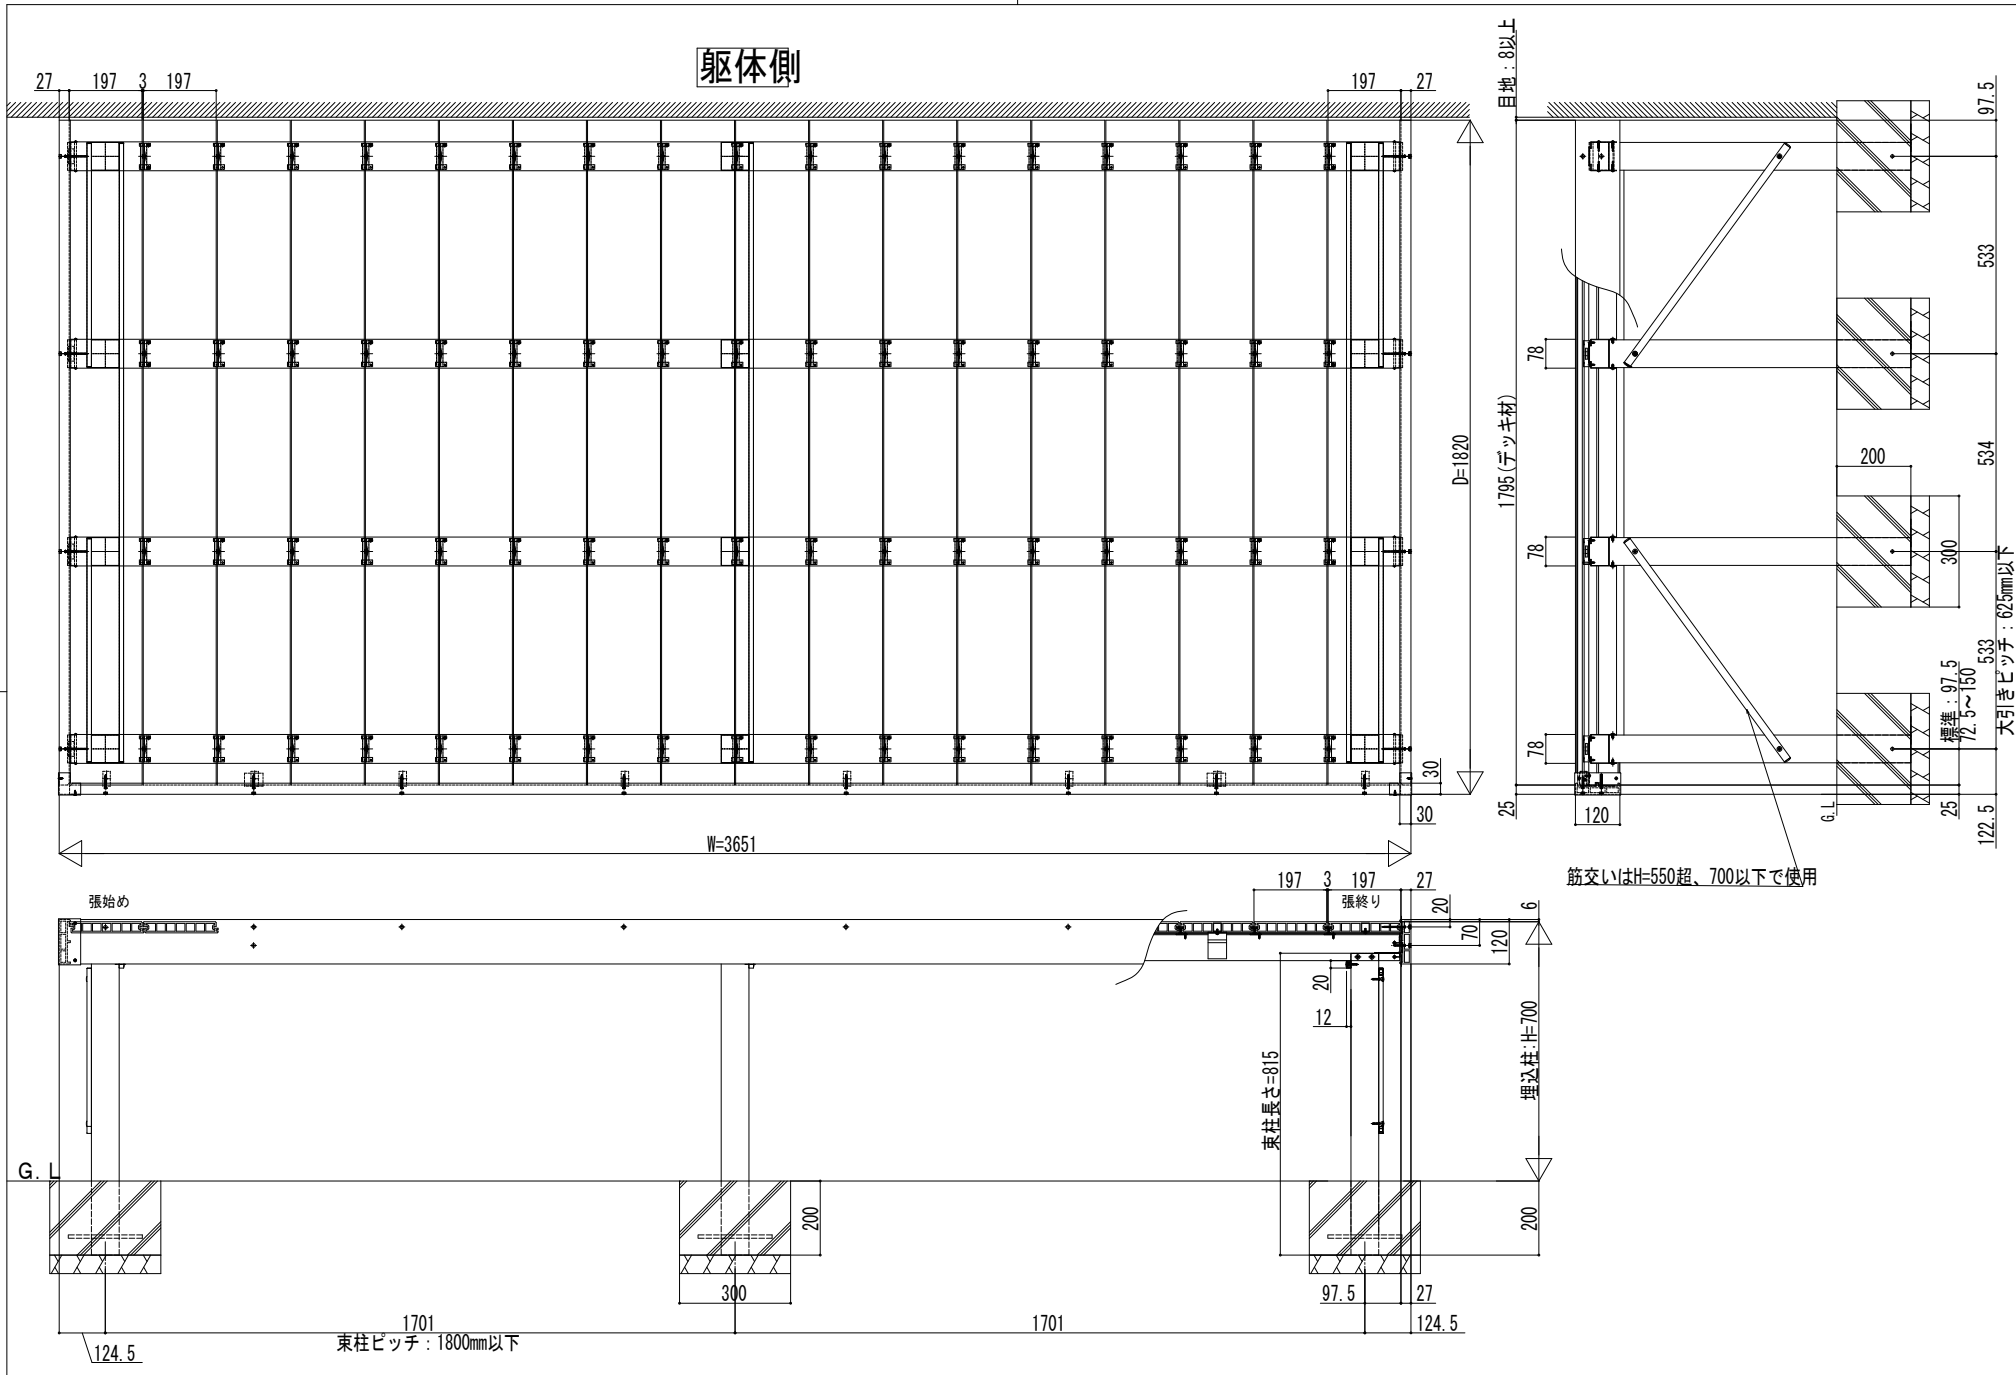 躯体側
27
197
3
197
197
27
D=1820
30
30
W=3651
目地：8以上
1795(デッキ材)
78
78
78
25
120
97.5
533
534
533
200
300
大引きピッチ：625mm以下
標準：97.5
72.5~150
25
122.5
G.L
筋交いはH=550超、700以下で使用
張始め
197
3
197
27
張終り
20
70
120
6
20
12
束柱長さ=815
埋込柱:H=700
G.L
200
200
300
97.5
27
1701
1701
束柱ピッチ：1800mm以下
124.5
124.5